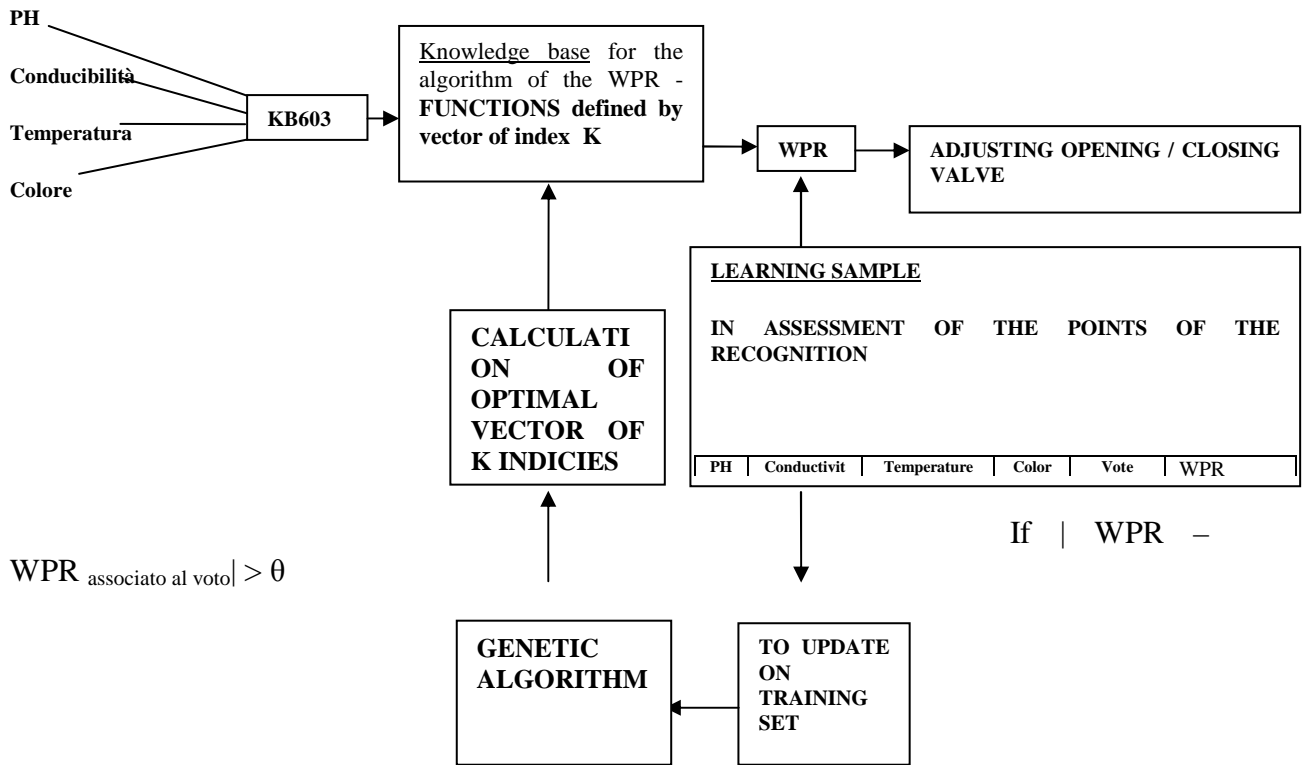 PH
Conducibilità
Temperatura
Colore
KB603
Knowledge base for the
algorithm of the WPR -
FUNCTIONS defined by
vector of index K
WPR
ADJUSTING OPENING / CLOSING
VALVE
LEARNING SAMPLE
IN ASSESSMENT OF THE POINTS OF THE
RECOGNITION
PH Conductivit Temperature Color Vote WPR
CALCULATI
ON OF
OPTIMAL
VECTOR OF
K INDICIES
If | WPR –
WPR associato al voto| > θ
GENETIC
ALGORITHM
TO UPDATE
ON
TRAINING
SET